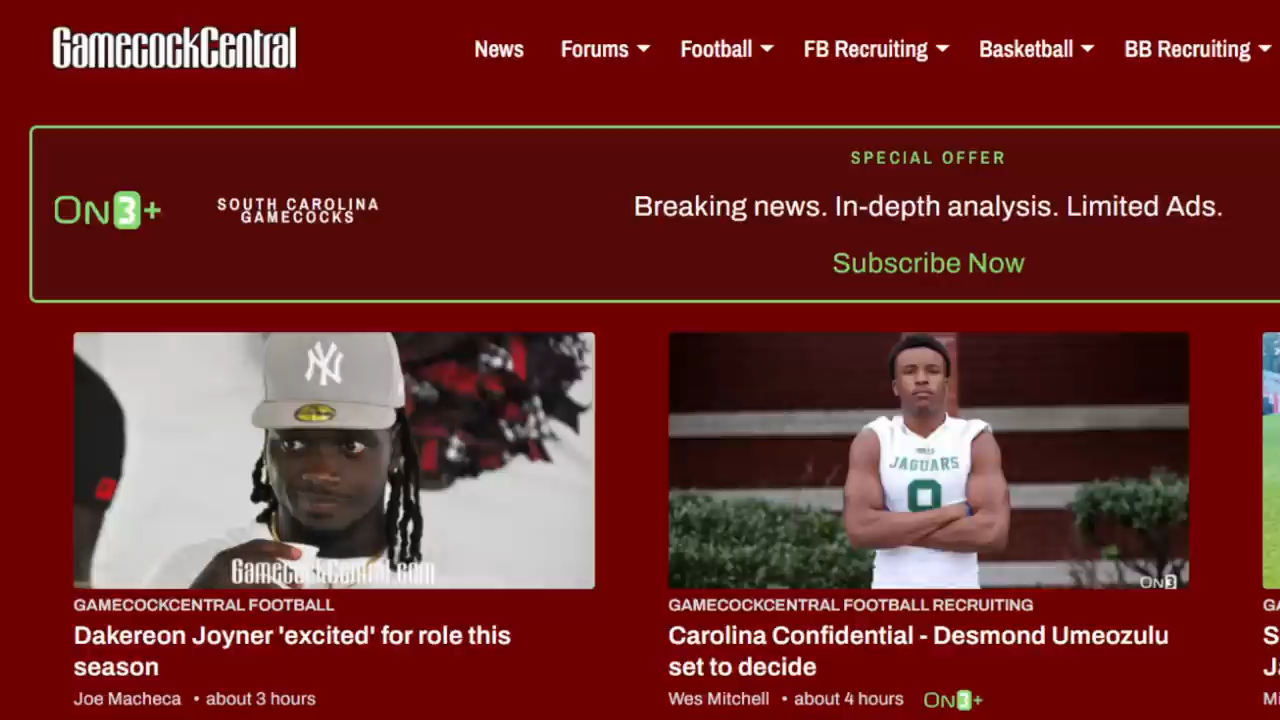 GamecockCentral
News Forums Football FB Recruiting Basketball BB Recruiting
SPECIAL OFFER
ON3+ SOUTH CAROLINA
GAMECOCKS
Breaking news. In-depth analysis. Limited Ads.
Subscribe Now
NY
JAGUARS
9
GamecockCentral.com
ON3
GAMECOCKCENTRAL FOOTBALL
Dakereon Joyner 'excited' for role this
season
Joe Macheca • about 3 hours
GAMECOCKCENTRAL FOOTBALL RECRUITING
Carolina Confidential - Desmond Umeozulu
set to decide
Wes Mitchell • about 4 hours ON3+